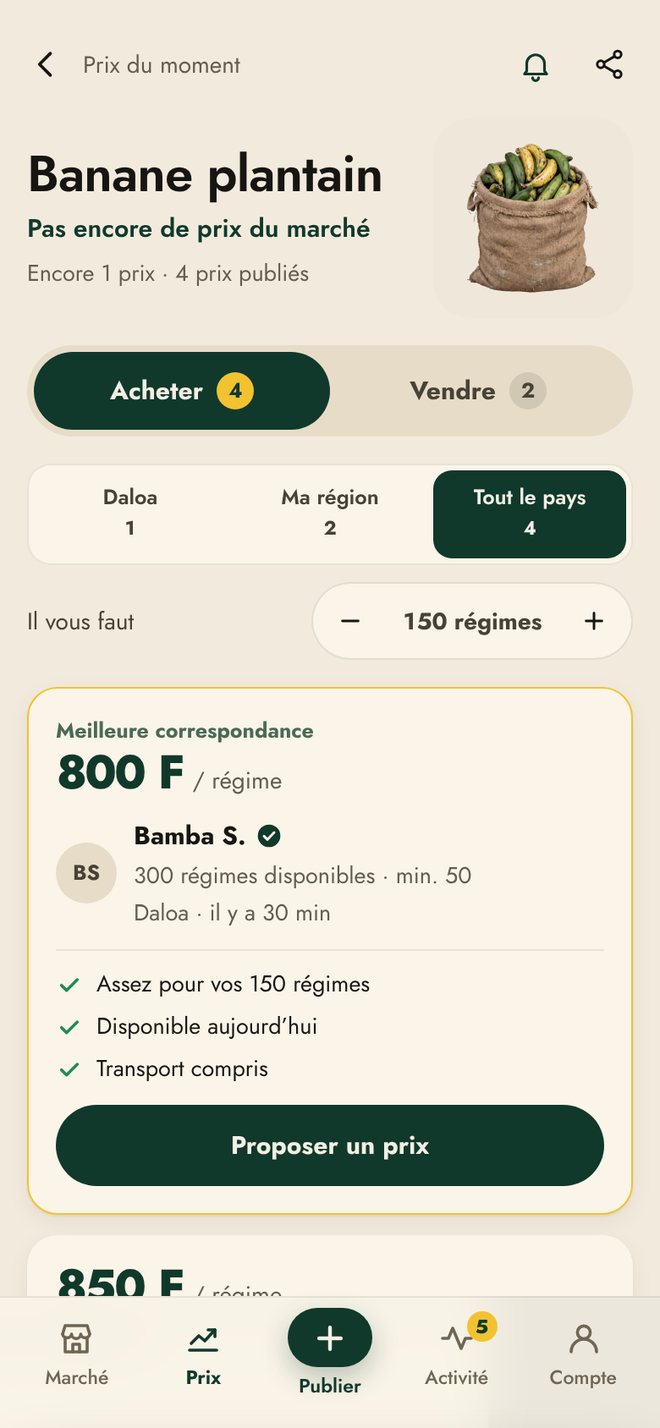 Prix du moment
Banane plantain
Pas encore de prix du marché
Encore 1 prix · 4 prix publiés
Acheter 4
Vendre 2
Daloa
1
Ma région
2
Tout le pays
4
Il vous faut
− 150 régimes +
Meilleure correspondance
800 F / régime
BS
Bamba S.
300 régimes disponibles · min. 50
Daloa · il y a 30 min
Assez pour vos 150 régimes
Disponible aujourd’hui
Transport compris
Proposer un prix
850 F / régime
Marché
Prix
Publier
5
Activité
Compte